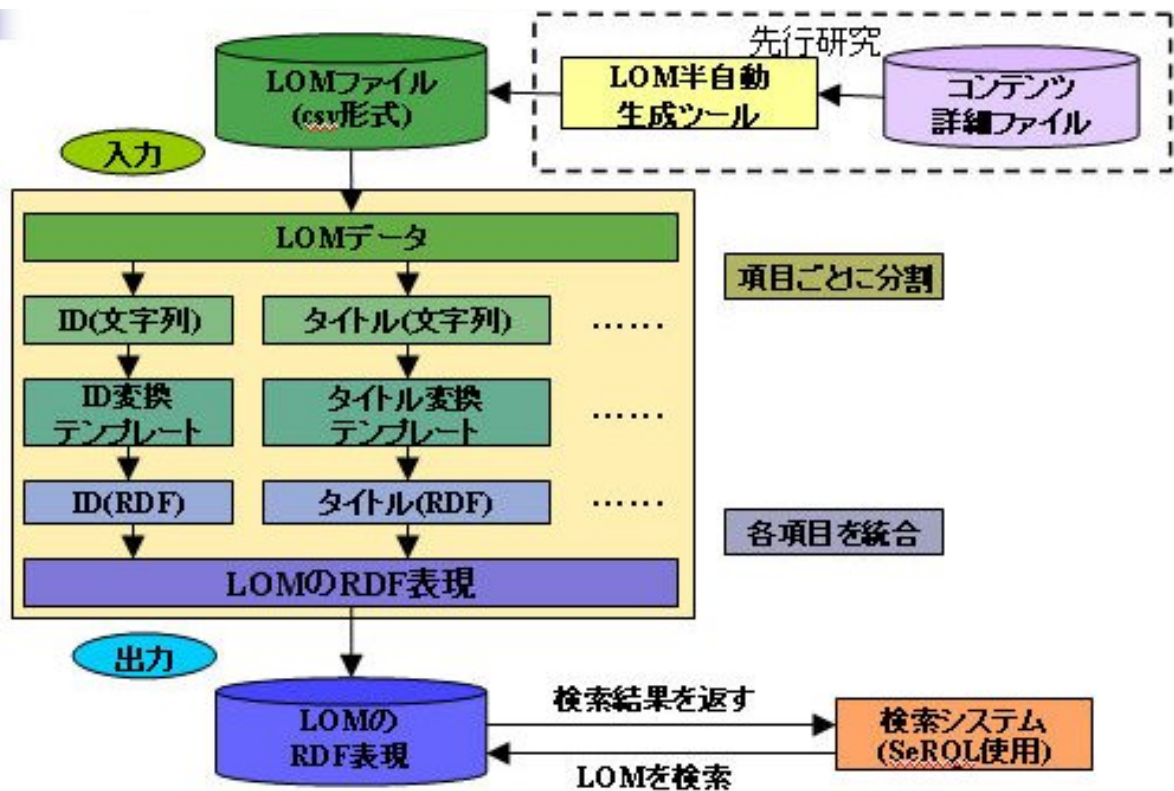 先行研究
LOMファイル
(csv形式)
LOM半自動
生成ツール
コンテンツ
詳細ファイル
入力
LOMデータ
項目ごとに分割
ID(文字列)
タイトル(文字列)
……
ID変換
テンプレート
タイトル変換
テンプレート
……
ID(RDF)
タイトル(RDF)
……
各項目を統合
LOMのRDF表現
出力
LOMの
RDF表現
検索結果を返す
LOMを検索
検索システム
(SeRQL使用)